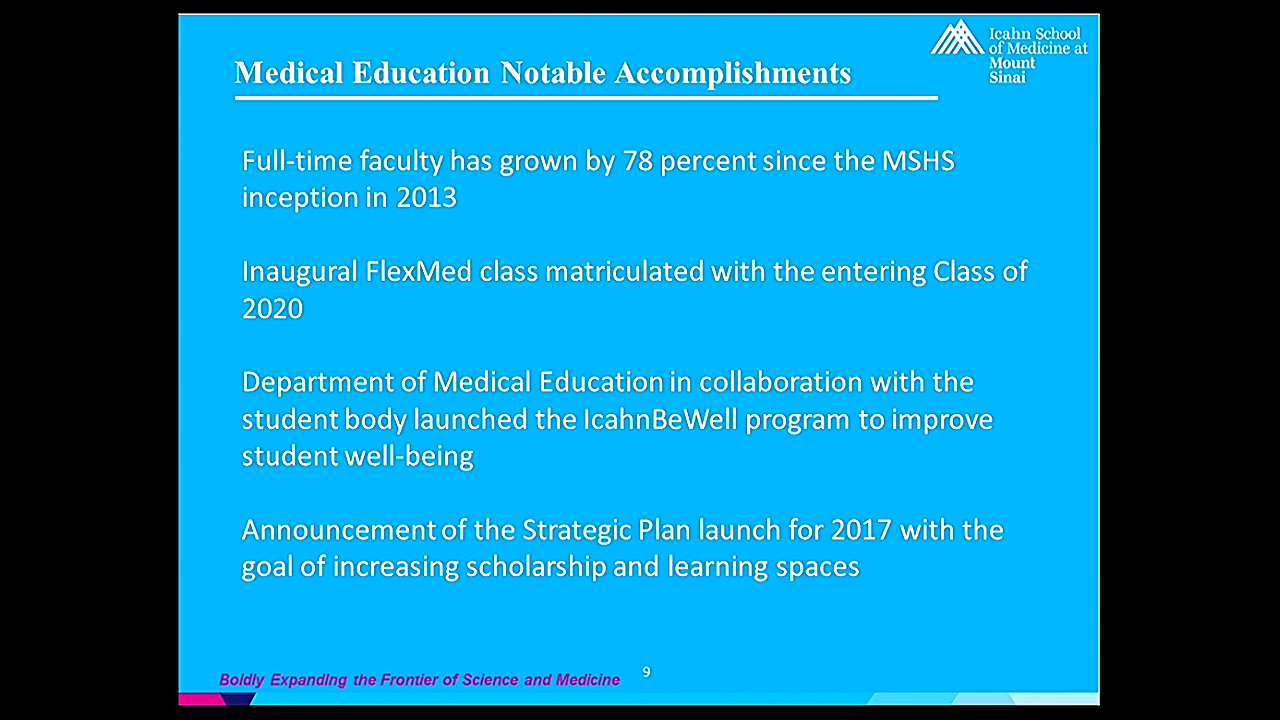 Icahn School
of Medicine at
Mount
Sinai
Medical Education Notable Accomplishments
Full-time faculty has grown by 78 percent since the MSHS
inception in 2013
Inaugural FlexMed class matriculated with the entering Class of
2020
Department of Medical Education in collaboration with the
student body launched the IcahnBeWell program to improve
student well-being
Announcement of the Strategic Plan launch for 2017 with the
goal of increasing scholarship and learning spaces
Boldly Expanding the Frontier of Science and Medicine
9